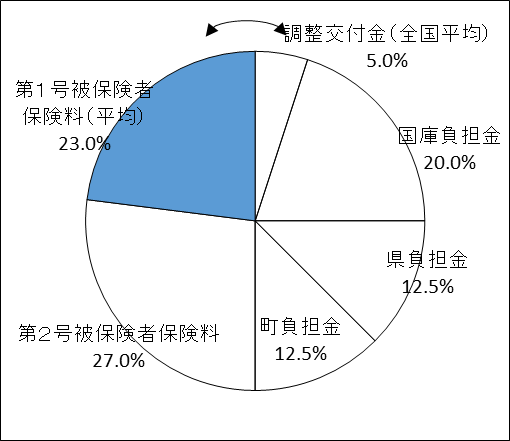 調整交付金(全国平均)
5.0%
国庫負担金
20.0%
県負担金
12.5%
町負担金
12.5%
第2号被保険者保険料
27.0%
第1号被保険者
保険料(平均)
23.0%